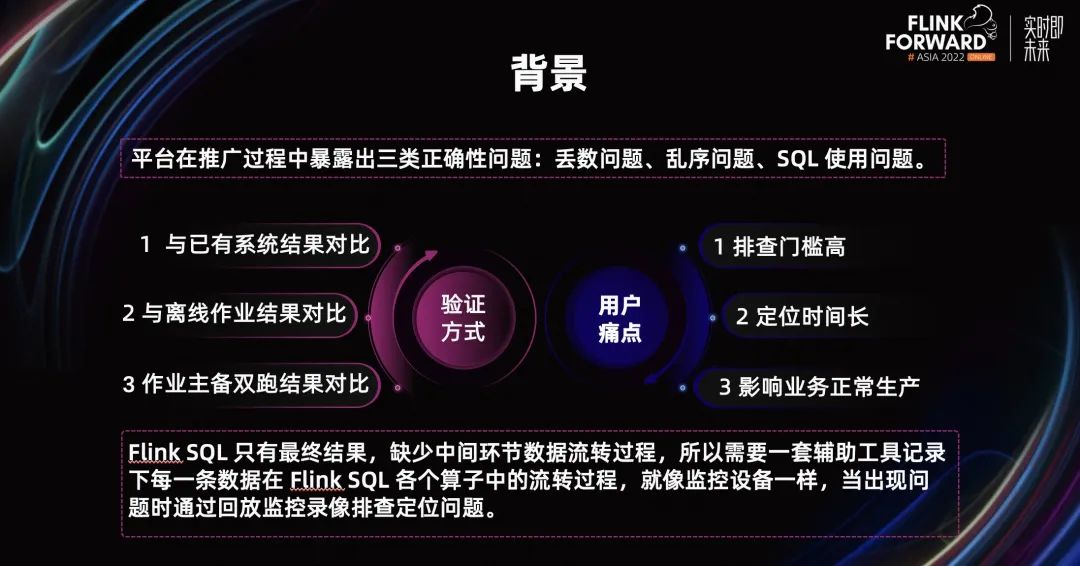 FLINK
FORWARD
# ASIA 2022 ONLINE
实时即
未来
背景
平台在推广过程中暴露出三类正确性问题：丢数问题、乱序问题、SQL 使用问题。
1 与已有系统结果对比
2 与离线作业结果对比
3 作业主备双跑结果对比
验证
方式
用户
痛点
1 排查门槛高
2 定位时间长
3 影响业务正常生产
Flink SQL 只有最终结果，缺少中间环节数据流转过程，所以需要一套辅助工具记录
下每一条数据在 Flink SQL 各个算子中的流转过程，就像监控设备一样，当出现问
题时通过回放监控录像排查定位问题。